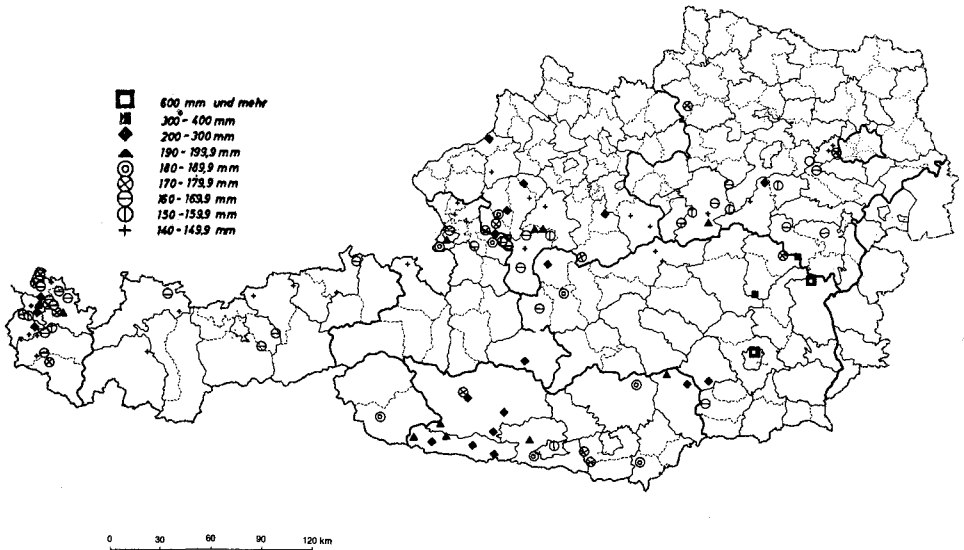 600 mm und mehr
300 - 400 mm
200 - 300 mm
190 - 199,9 mm
180 - 189,9 mm
170 - 179,9 mm
160 - 169,9 mm
150 - 159,9 mm
140 - 149,9 mm
0 30 60 90 120 km